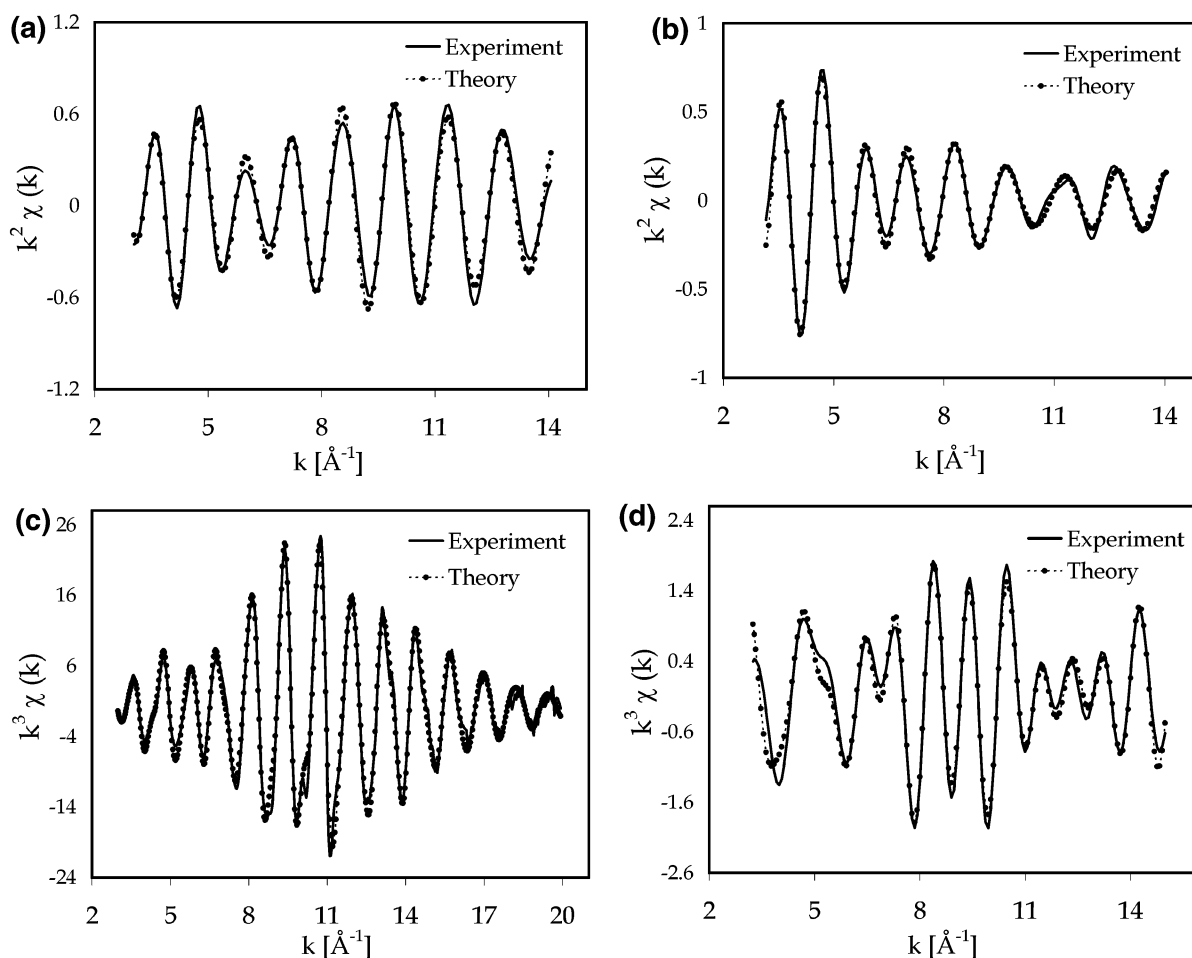 (a)
1.2
0.6
0
-0.6
-1.2
k² χ (k)
Experiment
Theory
2 5 8 11 14
k [Å⁻¹]
(b)
1
0.5
0
-0.5
-1
k² χ (k)
Experiment
Theory
2 5 8 11 14
k [Å⁻¹]
(c)
26
16
6
-4
-14
-24
k³ χ (k)
Experiment
Theory
2 5 8 11 14 17 20
k [Å⁻¹]
(d)
2.4
1.4
0.4
-0.6
-1.6
-2.6
k³ χ (k)
Experiment
Theory
2 5 8 11 14
k [Å⁻¹]